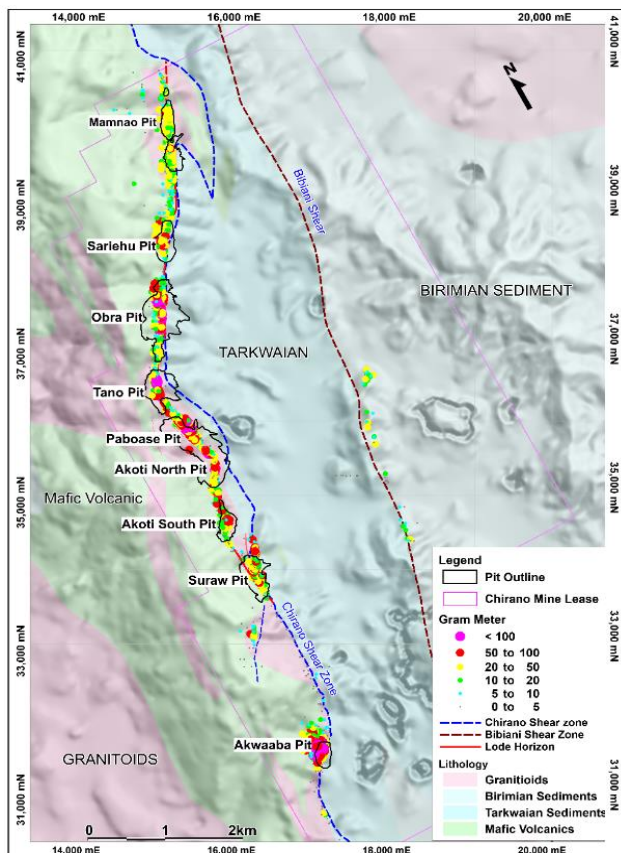 14,000 mE
16,000 mE
18,000 mE
20,000 mE
41,000 mN
41,000 mN
N
Mamnao Pit
39,000 mN
39,000 mN
Bibiani Shear
Sariehu Pit
BIRIMIAN SEDIMENT
Obra Pit
TARKWAIAN
37,000 mN
37,000 mN
Tano Pit
Paboase Pit
Akoti North Pit
Mafic Volcanic
35,000 mN
35,000 mN
Akoti South Pit
Suraw Pit
Chirano Shear Zone
33,000 mN
33,000 mN
Akwaaba Pit
GRANITOIDS
31,000 mN
31,000 mN
0 1 2km
14,000 mE
16,000 mE
18,000 mE
20,000 mE
Legend
Pit Outline
Chirano Mine Lease
Gram Meter
< 100
50 to 100
20 to 50
10 to 20
5 to 10
0 to 5
Chirano Shear zone
Bibiani Shear Zone
Lode Horizon
Lithology
Granitioids
Birimian Sediments
Tarkwaian Sediments
Mafic Volcanics